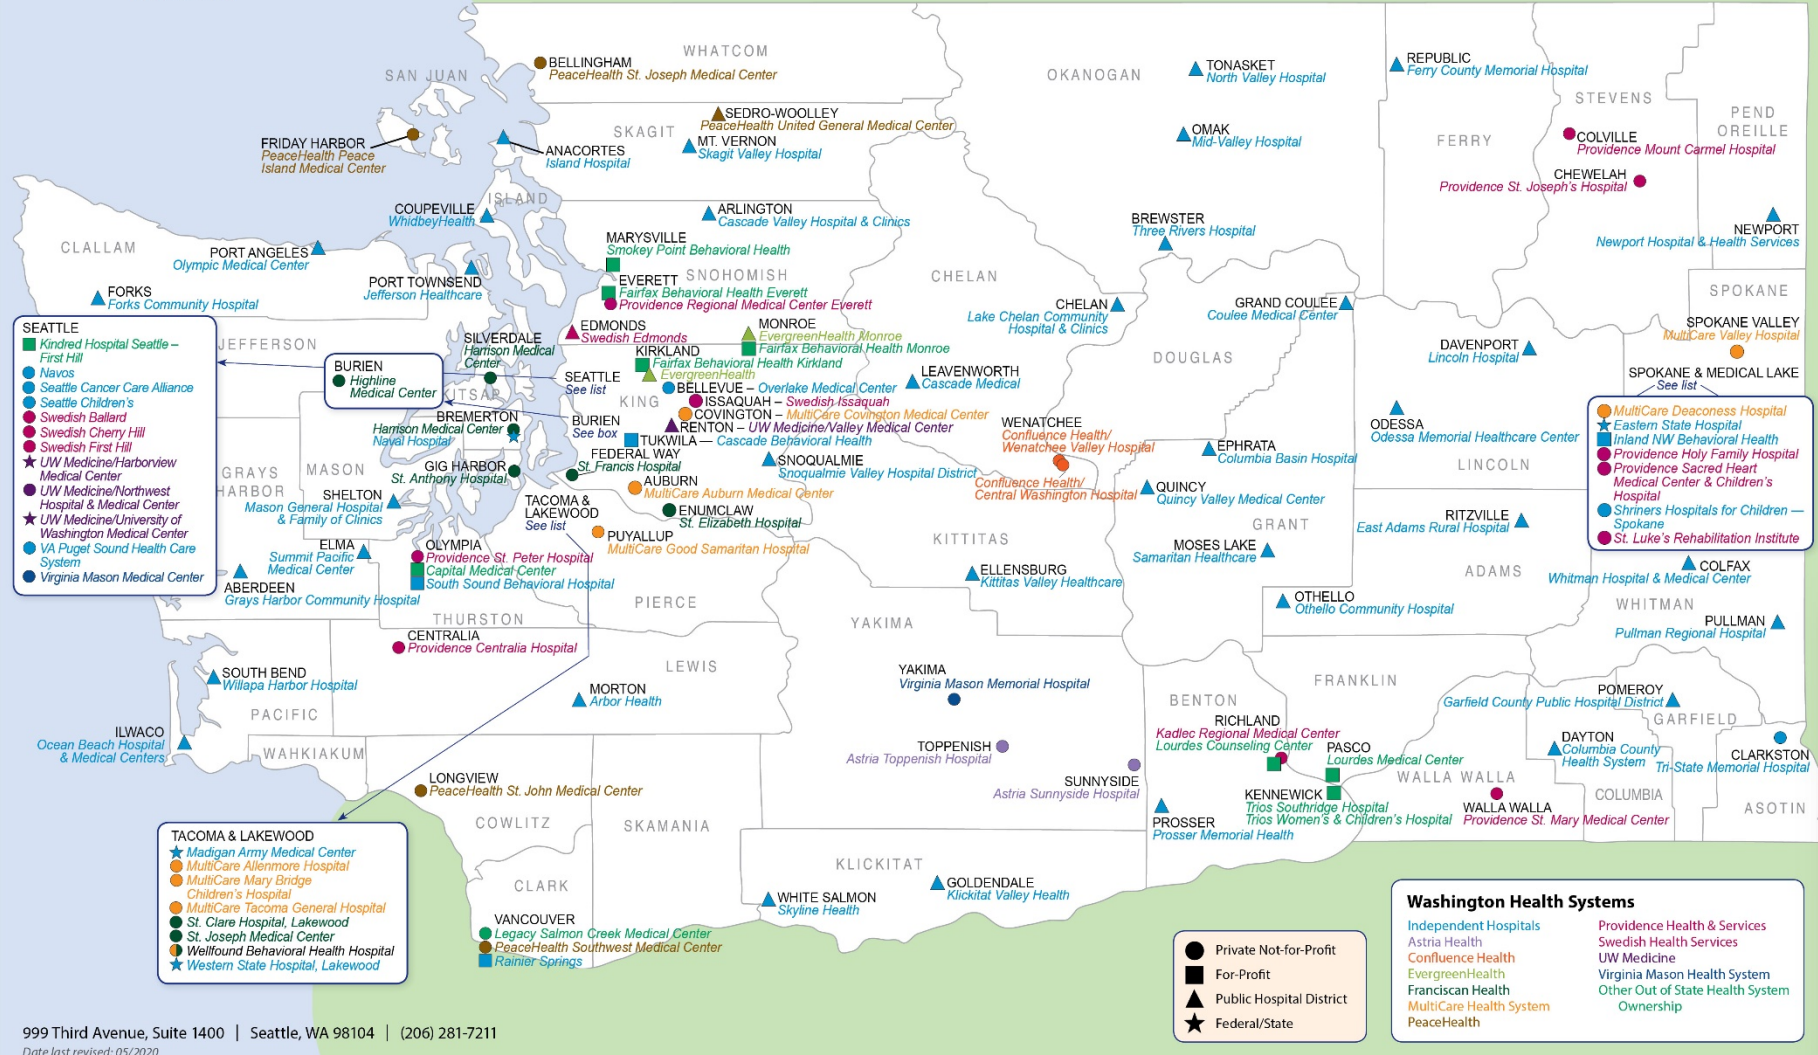 WHATCOM
SAN JUAN
BELLINGHAM
PeaceHealth St. Joseph Medical Center
OKANOGAN
TONASKET
North Valley Hospital
REPUBLIC
Ferry County Memorial Hospital
STEVENS
PEND
OREILLE
SKAGIT
SEDRO-WOOLLEY
PeaceHealth United General Medical Center
MT. VERNON
Skagit Valley Hospital
FRIDAY HARBOR
PeaceHealth Peace
Island Medical Center
ANACORTES
Island Hospital
OMAK
Mid-Valley Hospital
FERRY
COLVILLE
Providence Mount Carmel Hospital
CHEWELAH
Providence St. Joseph's Hospital
ISLAND
COUPEVILLE
WhidbeyHealth
ARLINGTON
Cascade Valley Hospital & Clinics
BREWSTER
Three Rivers Hospital
NEWPORT
Newport Hospital & Health Services
CLALLAM
PORT ANGELES
Olympic Medical Center
MARYSVILLE
Smokey Point Behavioral Health
SNOHOMISH
PORT TOWNSEND
Jefferson Healthcare
EVERETT
Fairfax Behavioral Health Everett
Providence Regional Medical Center Everett
CHELAN
FORKS
Forks Community Hospital
CHELAN
Lake Chelan Community
Hospital & Clinics
GRAND COULEE
Coulee Medical Center
SPOKANE
SPOKANE VALLEY
MultiCare Valley Hospital
EDMONDS
Swedish Edmonds
MONROE
EvergreenHealth Monroe
Fairfax Behavioral Health Monroe
JEFFERSON
SILVERDALE
Harrison Medical
Center
KIRKLAND
Fairfax Behavioral Health Kirkland
EvergreenHealth
DOUGLAS
DAVENPORT
Lincoln Hospital
SPOKANE & MEDICAL LAKE
See list
SEATTLE
Kindred Hospital Seattle –
First Hill
Navos
Seattle Cancer Care Alliance
Seattle Children's
Swedish Ballard
Swedish Cherry Hill
Swedish First Hill
UW Medicine/Harborview
Medical Center
UW Medicine/Northwest
Hospital & Medical Center
UW Medicine/University of
Washington Medical Center
VA Puget Sound Health Care
System
Virginia Mason Medical Center
BURIEN
Highline
Medical Center
KITSAP
SEATTLE
See list
KING
BELLEVUE – Overlake Medical Center
ISSAQUAH – Swedish Issaquah
COVINGTON – MultiCare Covington Medical Center
RENTON – UW Medicine/Valley Medical Center
TUKWILA — Cascade Behavioral Health
LEAVENWORTH
Cascade Medical
BURIEN
See box
BREMERTON
Harrison Medical Center
Naval Hospital
FEDERAL WAY
St. Francis Hospital
SNOQUALMIE
Snoqualmie Valley Hospital District
WENATCHEE
Confluence Health/
Wenatchee Valley Hospital
Confluence Health/
Central Washington Hospital
EPHRATA
Columbia Basin Hospital
ODESSA
Odessa Memorial Healthcare Center
LINCOLN
MultiCare Deaconess Hospital
Eastern State Hospital
Inland NW Behavioral Health
Providence Holy Family Hospital
Providence Sacred Heart
Medical Center & Children's
Hospital
Shriners Hospitals for Children —
Spokane
St. Luke's Rehabilitation Institute
GRAYS
HARBOR
MASON
GIG HARBOR
St. Anthony Hospital
AUBURN
MultiCare Auburn Medical Center
SHELTON
Mason General Hospital
& Family of Clinics
TACOMA &
LAKEWOOD
See list
ENUMCLAW
St. Elizabeth Hospital
QUINCY
Quincy Valley Medical Center
GRANT
RITZVILLE
East Adams Rural Hospital
PUYALLUP
MultiCare Good Samaritan Hospital
KITTITAS
ELMA
Summit Pacific
Medical Center
OLYMPIA
Providence St. Peter Hospital
Capital Medical Center
South Sound Behavioral Hospital
MOSES LAKE
Samaritan Healthcare
ADAMS
COLFAX
Whitman Hospital & Medical Center
ABERDEEN
Grays Harbor Community Hospital
ELLENSBURG
Kittitas Valley Healthcare
PIERCE
OTHELLO
Othello Community Hospital
WHITMAN
PULLMAN
Pullman Regional Hospital
THURSTON
YAKIMA
CENTRALIA
Providence Centralia Hospital
SOUTH BEND
Willapa Harbor Hospital
LEWIS
YAKIMA
Virginia Mason Memorial Hospital
FRANKLIN
MORTON
Arbor Health
BENTON
POMEROY
Garfield County Public Hospital District
GARFIELD
PACIFIC
RICHLAND
Kadlec Regional Medical Center
Lourdes Counseling Center
ILWACO
Ocean Beach Hospital
& Medical Centers
WAHKIAKUM
TOPPENISH
Astria Toppenish Hospital
PASCO
Lourdes Medical Center
DAYTON
Columbia County
Health System
CLARKSTON
Tri-State Memorial Hospital
LONGVIEW
PeaceHealth St. John Medical Center
SUNNYSIDE
Astria Sunnyside Hospital
WALLA WALLA
KENNEWICK
Trios Southridge Hospital
Trios Women's & Children's Hospital
WALLA WALLA
Providence St. Mary Medical Center
COLUMBIA
ASOTIN
COWLITZ
SKAMANIA
PROSSER
Prosser Memorial Health
TACOMA & LAKEWOOD
Madigan Army Medical Center
MultiCare Allenmore Hospital
MultiCare Mary Bridge
Children's Hospital
MultiCare Tacoma General Hospital
St. Clare Hospital, Lakewood
St. Joseph Medical Center
Wellfound Behavioral Health Hospital
Western State Hospital, Lakewood
KLICKITAT
CLARK
WHITE SALMON
Skyline Health
GOLDENDALE
Klickitat Valley Health
VANCOUVER
Legacy Salmon Creek Medical Center
PeaceHealth Southwest Medical Center
Rainier Springs
Private Not-for-Profit
For-Profit
Public Hospital District
Federal/State
Washington Health Systems
Independent Hospitals
Astria Health
Confluence Health
EvergreenHealth
Franciscan Health
MultiCare Health System
PeaceHealth
Providence Health & Services
Swedish Health Services
UW Medicine
Virginia Mason Health System
Other Out of State Health System
Ownership
999 Third Avenue, Suite 1400 | Seattle, WA 98104 | (206) 281-7211
Date last revised: 05/2020